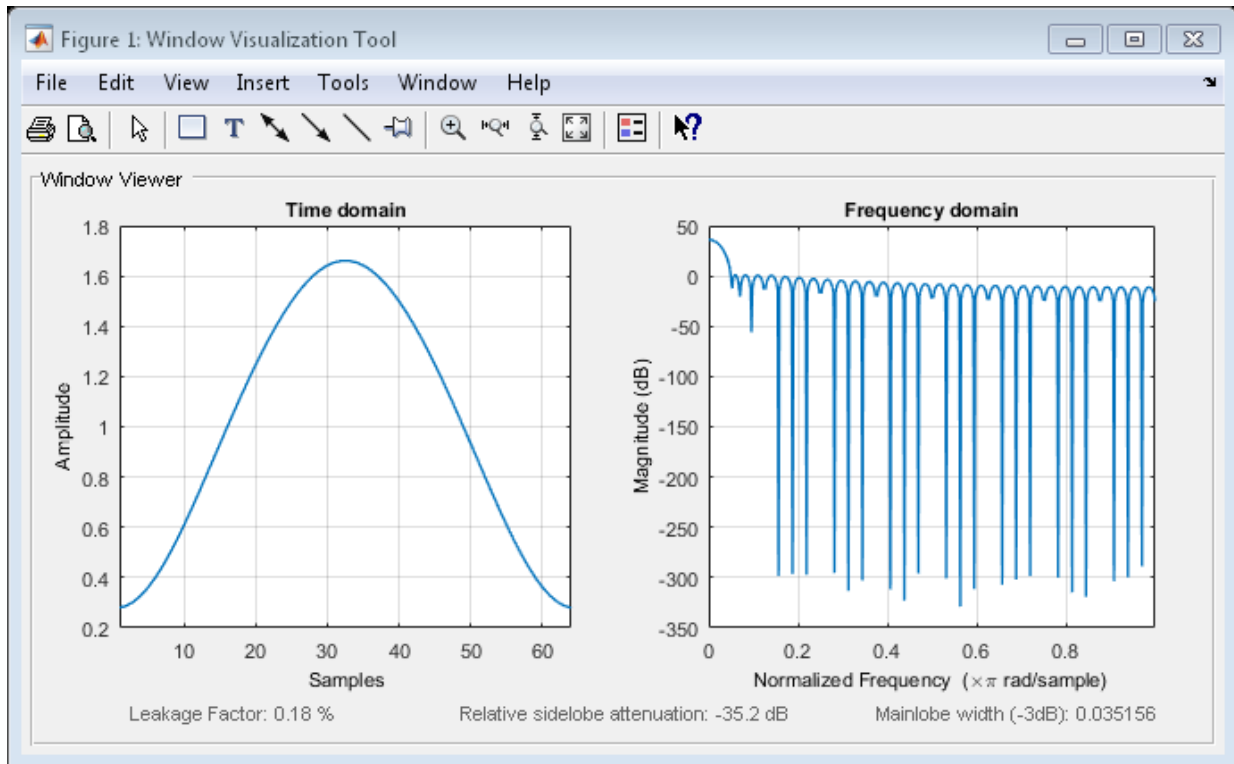 Figure 1: Window Visualization Tool
File Edit View Insert Tools Window Help
T
?
Window Viewer
Time domain
1.8
1.6
1.4
1.2
1
0.8
0.6
0.4
0.2
Amplitude
10 20 30 40 50 60
Samples
Frequency domain
50
0
-50
-100
-150
-200
-250
-300
-350
Magnitude (dB)
0 0.2 0.4 0.6 0.8
Normalized Frequency (×π rad/sample)
Leakage Factor: 0.18 % Relative sidelobe attenuation: -35.2 dB Mainlobe width (-3dB): 0.035156